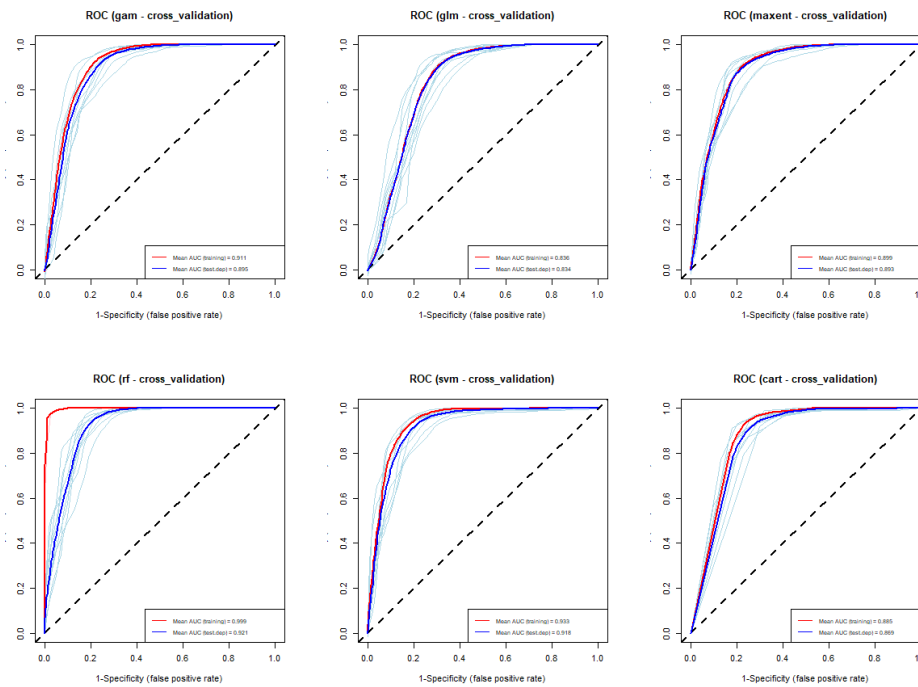 ROC (gam - cross_validation)
1.0
0.8
0.6
0.4
0.2
0.0
Mean AUC (training) = 0.911
Mean AUC (test.dep) = 0.895
0.0 0.2 0.4 0.6 0.8 1.0
1-Specificity (false positive rate)
ROC (glm - cross_validation)
1.0
0.8
0.6
0.4
0.2
0.0
Mean AUC (training) = 0.836
Mean AUC (test.dep) = 0.834
0.0 0.2 0.4 0.6 0.8 1.0
1-Specificity (false positive rate)
ROC (maxent - cross_validation)
1.0
0.8
0.6
0.4
0.2
0.0
Mean AUC (training) = 0.899
Mean AUC (test.dep) = 0.893
0.0 0.2 0.4 0.6 0.8 1.0
1-Specificity (false positive rate)
ROC (rf - cross_validation)
1.0
0.8
0.6
0.4
0.2
0.0
Mean AUC (training) = 0.999
Mean AUC (test.dep) = 0.921
0.0 0.2 0.4 0.6 0.8 1.0
1-Specificity (false positive rate)
ROC (svm - cross_validation)
1.0
0.8
0.6
0.4
0.2
0.0
Mean AUC (training) = 0.933
Mean AUC (test.dep) = 0.918
0.0 0.2 0.4 0.6 0.8 1.0
1-Specificity (false positive rate)
ROC (cart - cross_validation)
1.0
0.8
0.6
0.4
0.2
0.0
Mean AUC (training) = 0.885
Mean AUC (test.dep) = 0.869
0.0 0.2 0.4 0.6 0.8 1.0
1-Specificity (false positive rate)